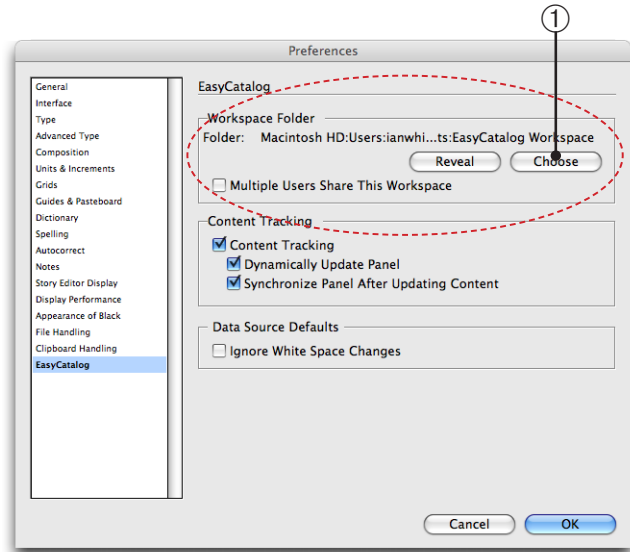 ①
Preferences
General
Interface
Type
Advanced Type
Composition
Units & Increments
Grids
Guides & Pasteboard
Dictionary
Spelling
Autocorrect
Notes
Story Editor Display
Display Performance
Appearance of Black
File Handling
Clipboard Handling
EasyCatalog
EasyCatalog
Workspace Folder
Folder: Macintosh HD:Users:ianwhi...ts:EasyCatalog Workspace
Reveal Choose
Multiple Users Share This Workspace
Content Tracking
Content Tracking
Dynamically Update Panel
Synchronize Panel After Updating Content
Data Source Defaults
Ignore White Space Changes
Cancel OK